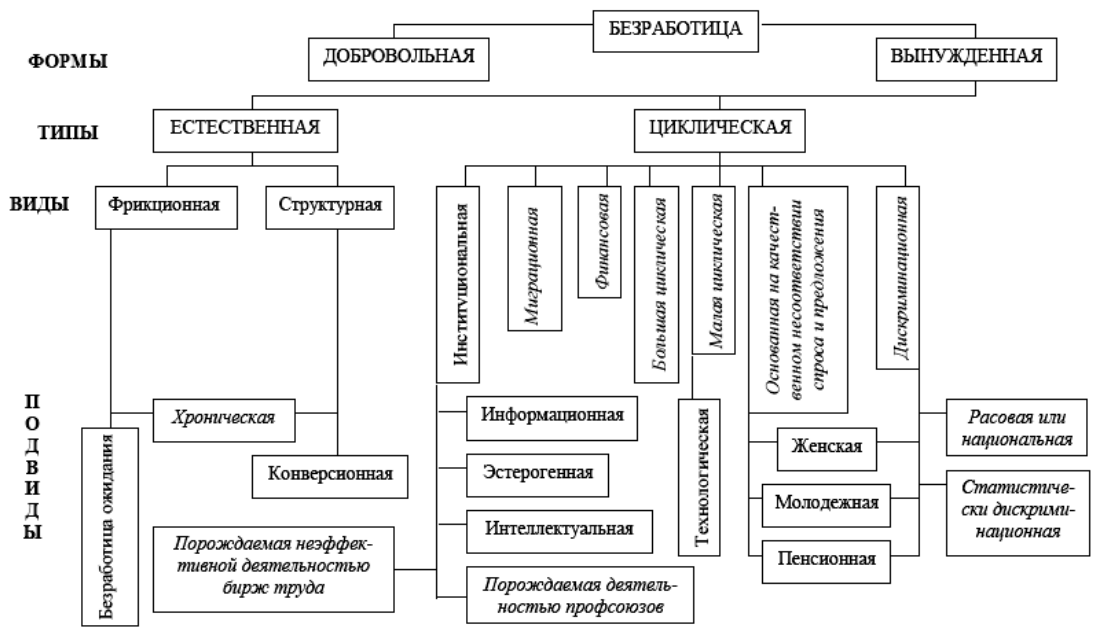 БЕЗРАБОТИЦА
ФОРМЫ
ДОБРОВОЛЬНАЯ
ВЫНУЖДЕННАЯ
ТИПЫ
ЕСТЕСТВЕННАЯ
ЦИКЛИЧЕСКАЯ
ВИДЫ
Фрикционная
Структурная
Институциональная
Миграционная
Финансовая
Большая циклическая
Малая циклическая
Основанная на качест-
венном несоответствии
спроса и предложения
Дискриминационная
ПОДВИДЫ
Безработица ожидания
Хроническая
Конверсионная
Порождаемая неэффек-
тивной деятельностью
бирж труда
Информационная
Эстерогенная
Интеллектуальная
Порождаемая деятель-
ностью профсоюзов
Технологическая
Женская
Молодежная
Пенсионная
Расовая или
национальная
Статистиче-
ски дискрими-
национная